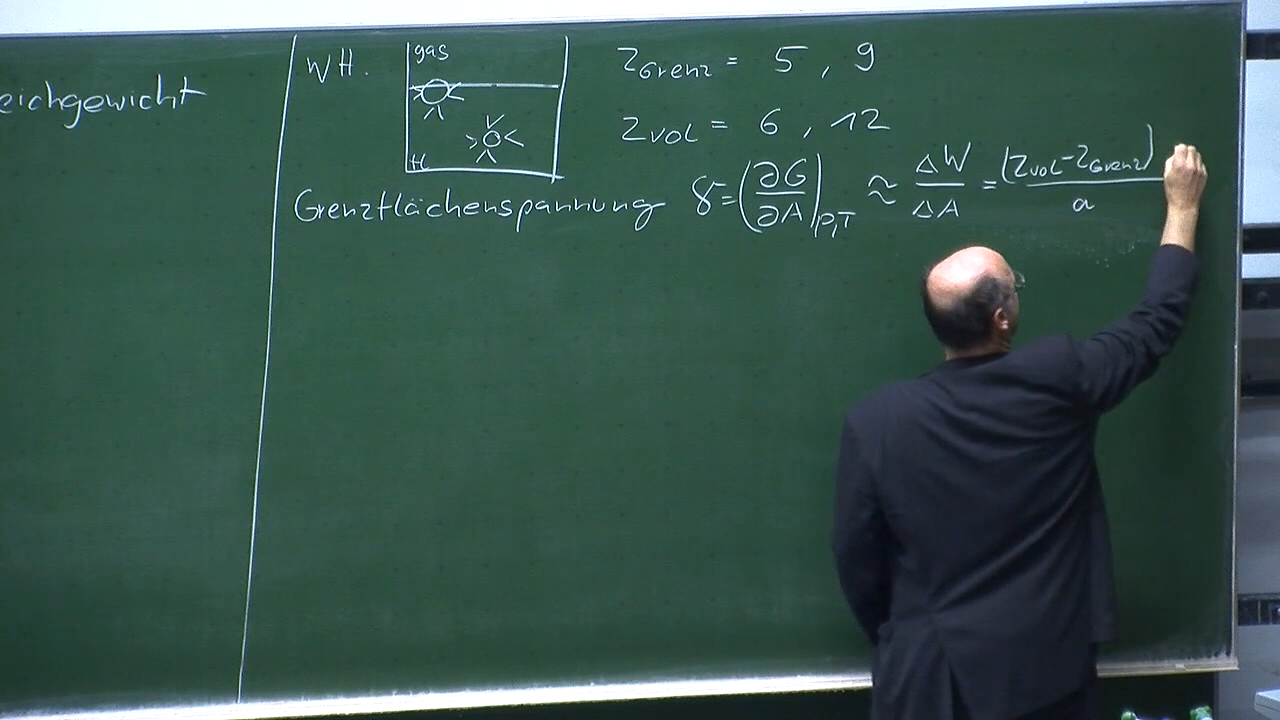 eichgewicht
WH.
gas
fl
Z_Grenz = 5, 9
Z_Vol = 6, 12
Grenzflächenspannung γ = (∂G/∂A)|_P,T ≈ ΔW/ΔA = (Z_Vol - Z_Grenz)/a